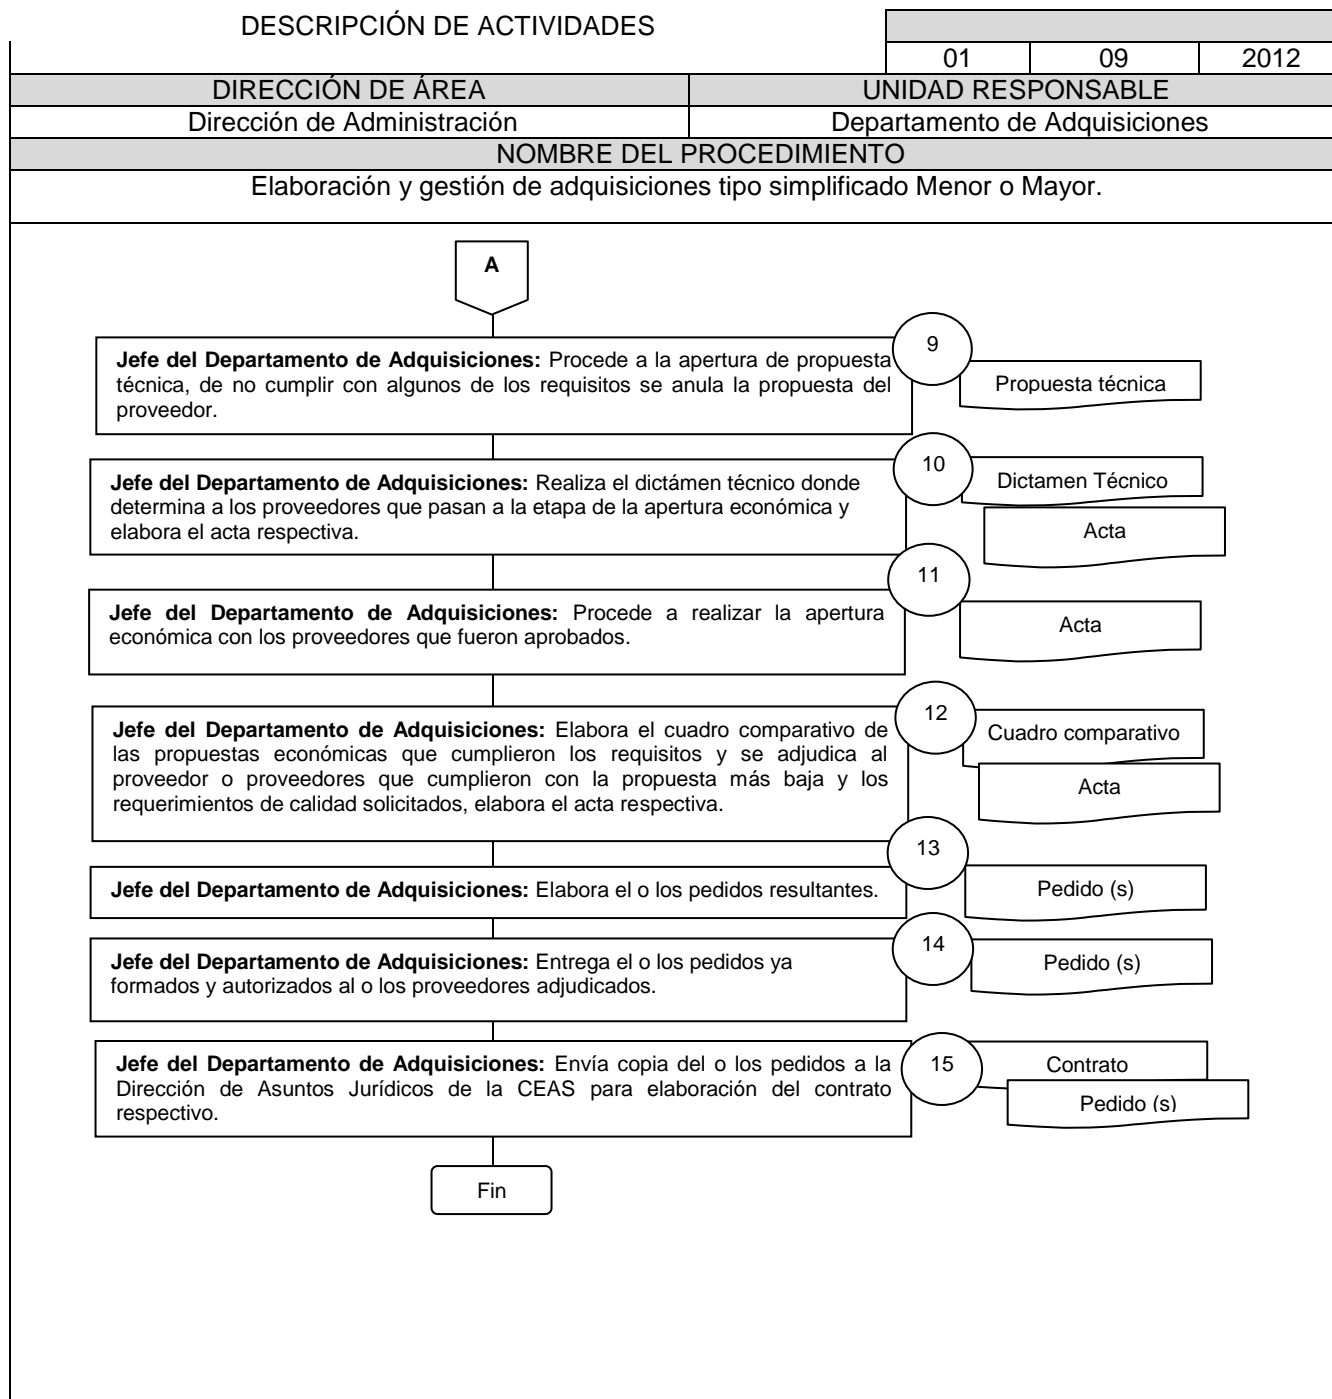 DESCRIPCIÓN DE ACTIVIDADES
01 09 2012
DIRECCIÓN DE ÁREA UNIDAD RESPONSABLE
Dirección de Administración Departamento de Adquisiciones
NOMBRE DEL PROCEDIMIENTO
Elaboración y gestión de adquisiciones tipo simplificado Menor o Mayor.
A
Jefe del Departamento de Adquisiciones: Procede a la apertura de propuesta
técnica, de no cumplir con algunos de los requisitos se anula la propuesta del
proveedor.
9
Propuesta técnica
Jefe del Departamento de Adquisiciones: Realiza el dictámen técnico donde
determina a los proveedores que pasan a la etapa de la apertura económica y
elabora el acta respectiva.
10
Dictamen Técnico
Acta
Jefe del Departamento de Adquisiciones: Procede a realizar la apertura
económica con los proveedores que fueron aprobados.
11
Acta
Jefe del Departamento de Adquisiciones: Elabora el cuadro comparativo de
las propuestas económicas que cumplieron los requisitos y se adjudica al
proveedor o proveedores que cumplieron con la propuesta más baja y los
requerimientos de calidad solicitados, elabora el acta respectiva.
12
Cuadro comparativo
Acta
Jefe del Departamento de Adquisiciones: Elabora el o los pedidos resultantes.
13
Pedido (s)
Jefe del Departamento de Adquisiciones: Entrega el o los pedidos ya
formados y autorizados al o los proveedores adjudicados.
14
Pedido (s)
Jefe del Departamento de Adquisiciones: Envía copia del o los pedidos a la
Dirección de Asuntos Jurídicos de la CEAS para elaboración del contrato
respectivo.
15
Contrato
Pedido (s)
Fin